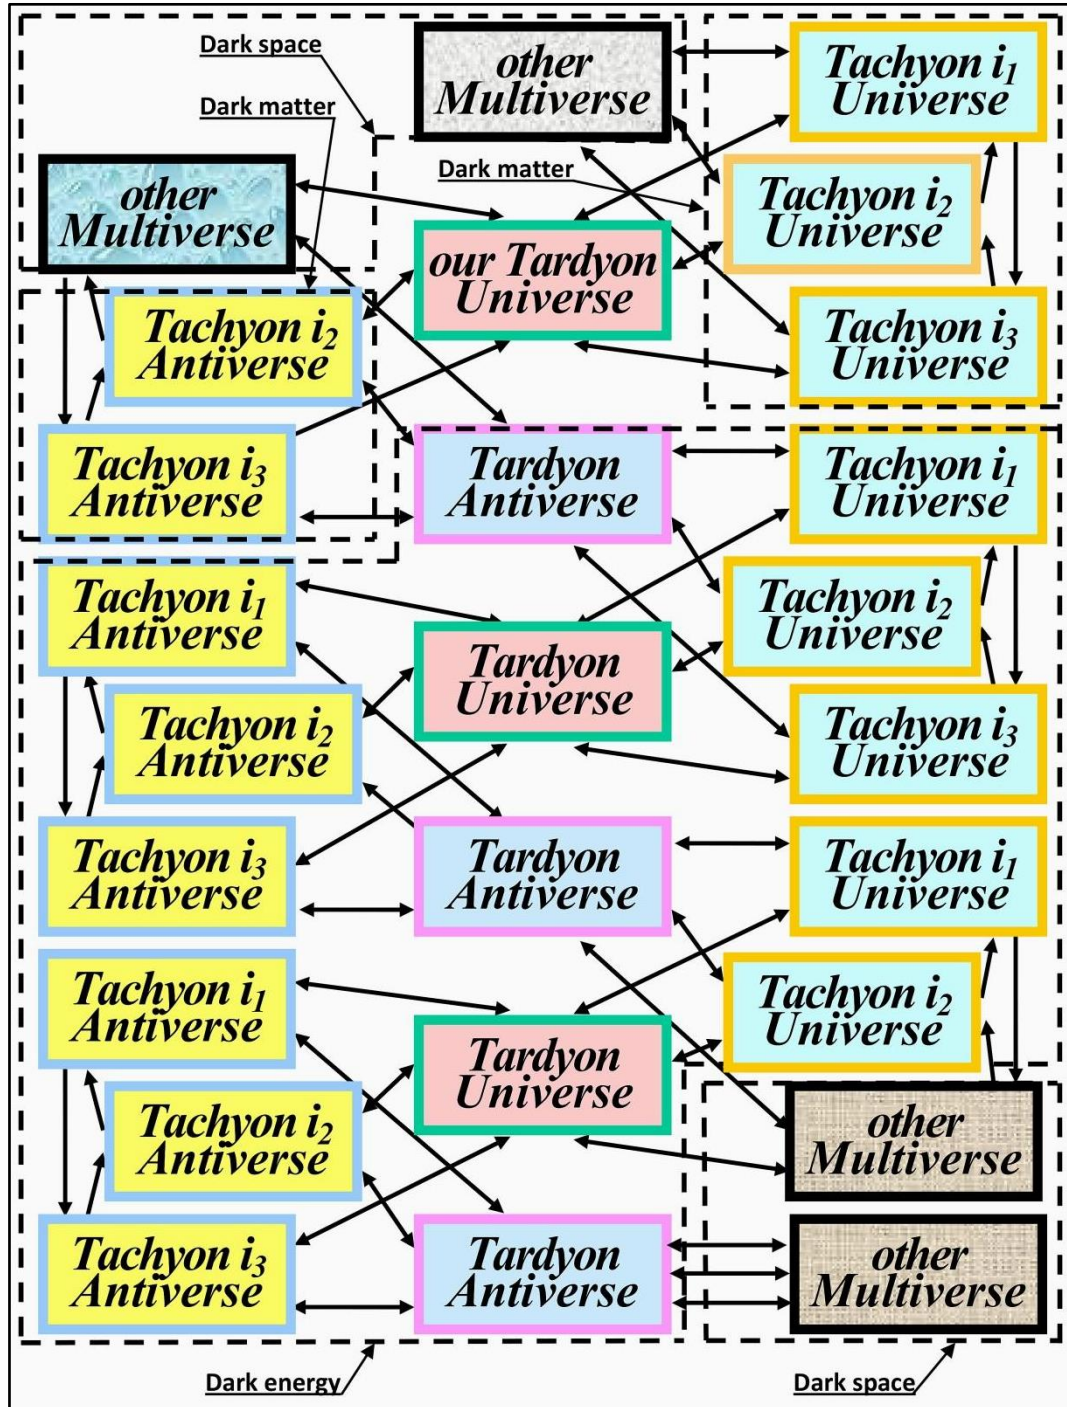 Dark space
other
Multiverse
Tachyon i1
Universe
Dark matter
Dark matter
other
Multiverse
Tachyon i2
Universe
our Tardyon
Universe
Tachyon i2
Antiverse
Tachyon i3
Universe
Tachyon i3
Antiverse
Tardyon
Antiverse
Tachyon i1
Universe
Tachyon i1
Antiverse
Tachyon i2
Universe
Tardyon
Universe
Tachyon i2
Antiverse
Tachyon i3
Universe
Tachyon i3
Antiverse
Tardyon
Antiverse
Tachyon i1
Universe
Tachyon i1
Antiverse
Tachyon i2
Universe
Tardyon
Universe
Tachyon i2
Antiverse
other
Multiverse
Tachyon i3
Antiverse
Tardyon
Antiverse
other
Multiverse
Dark energy
Dark space